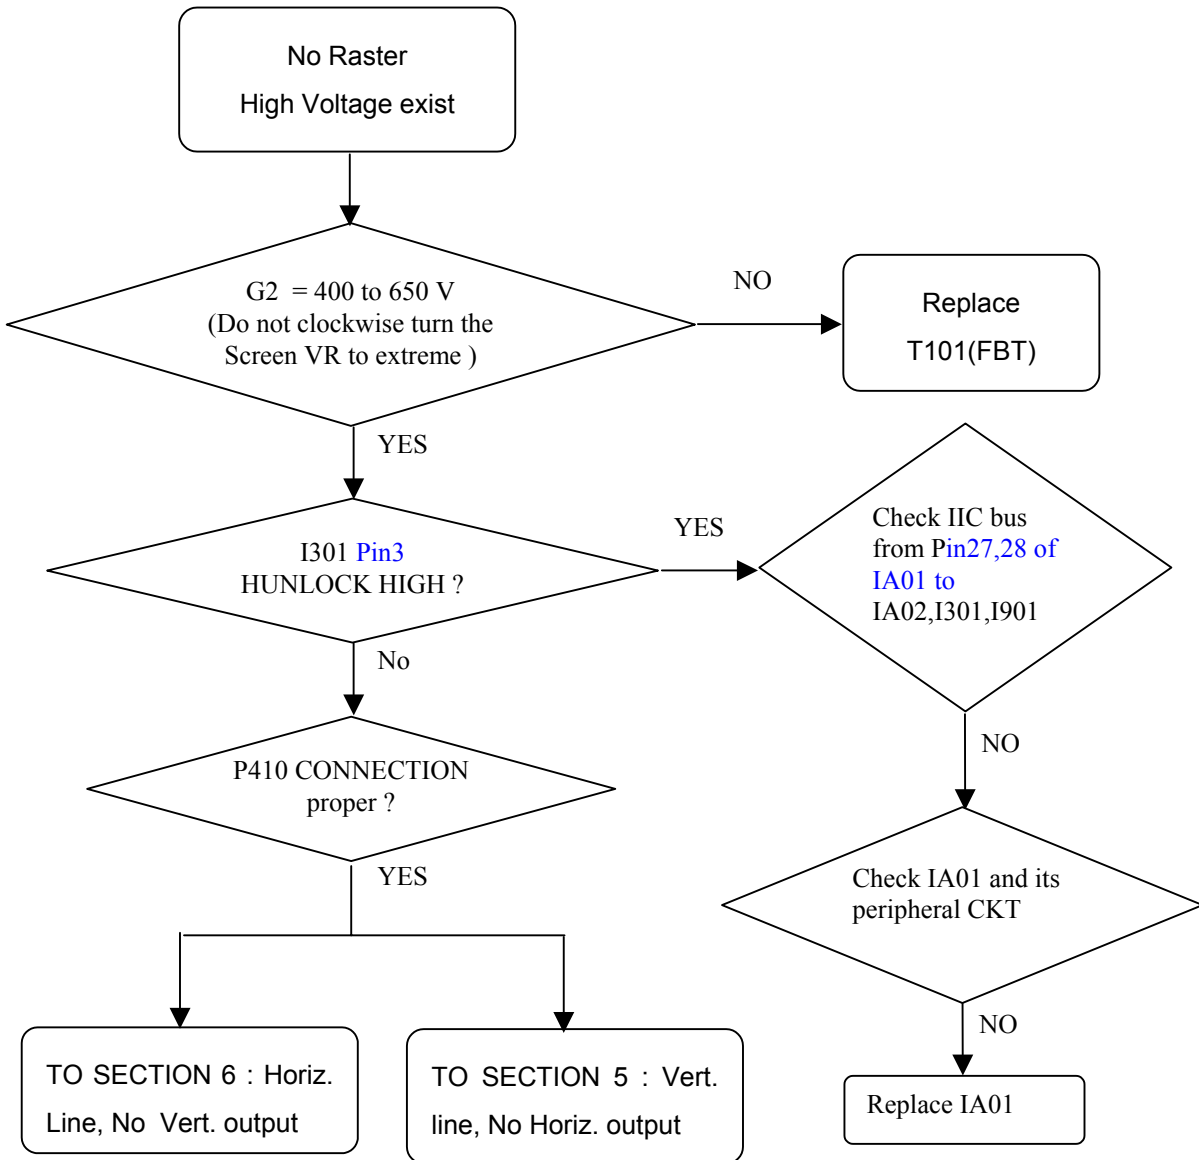 No Raster
High Voltage exist
G2 = 400 to 650 V
(Do not clockwise turn the
Screen VR to extreme )
NO
Replace
T101(FBT)
YES
I301 Pin3
HUNLOCK HIGH ?
YES
Check IIC bus
from Pin27,28 of
IA01 to
IA02,I301,I901
No
NO
P410 CONNECTION
proper ?
YES
Check IA01 and its
peripheral CKT
NO
TO SECTION 6 : Horiz.
Line, No Vert. output
TO SECTION 5 : Vert.
line, No Horiz. output
Replace IA01